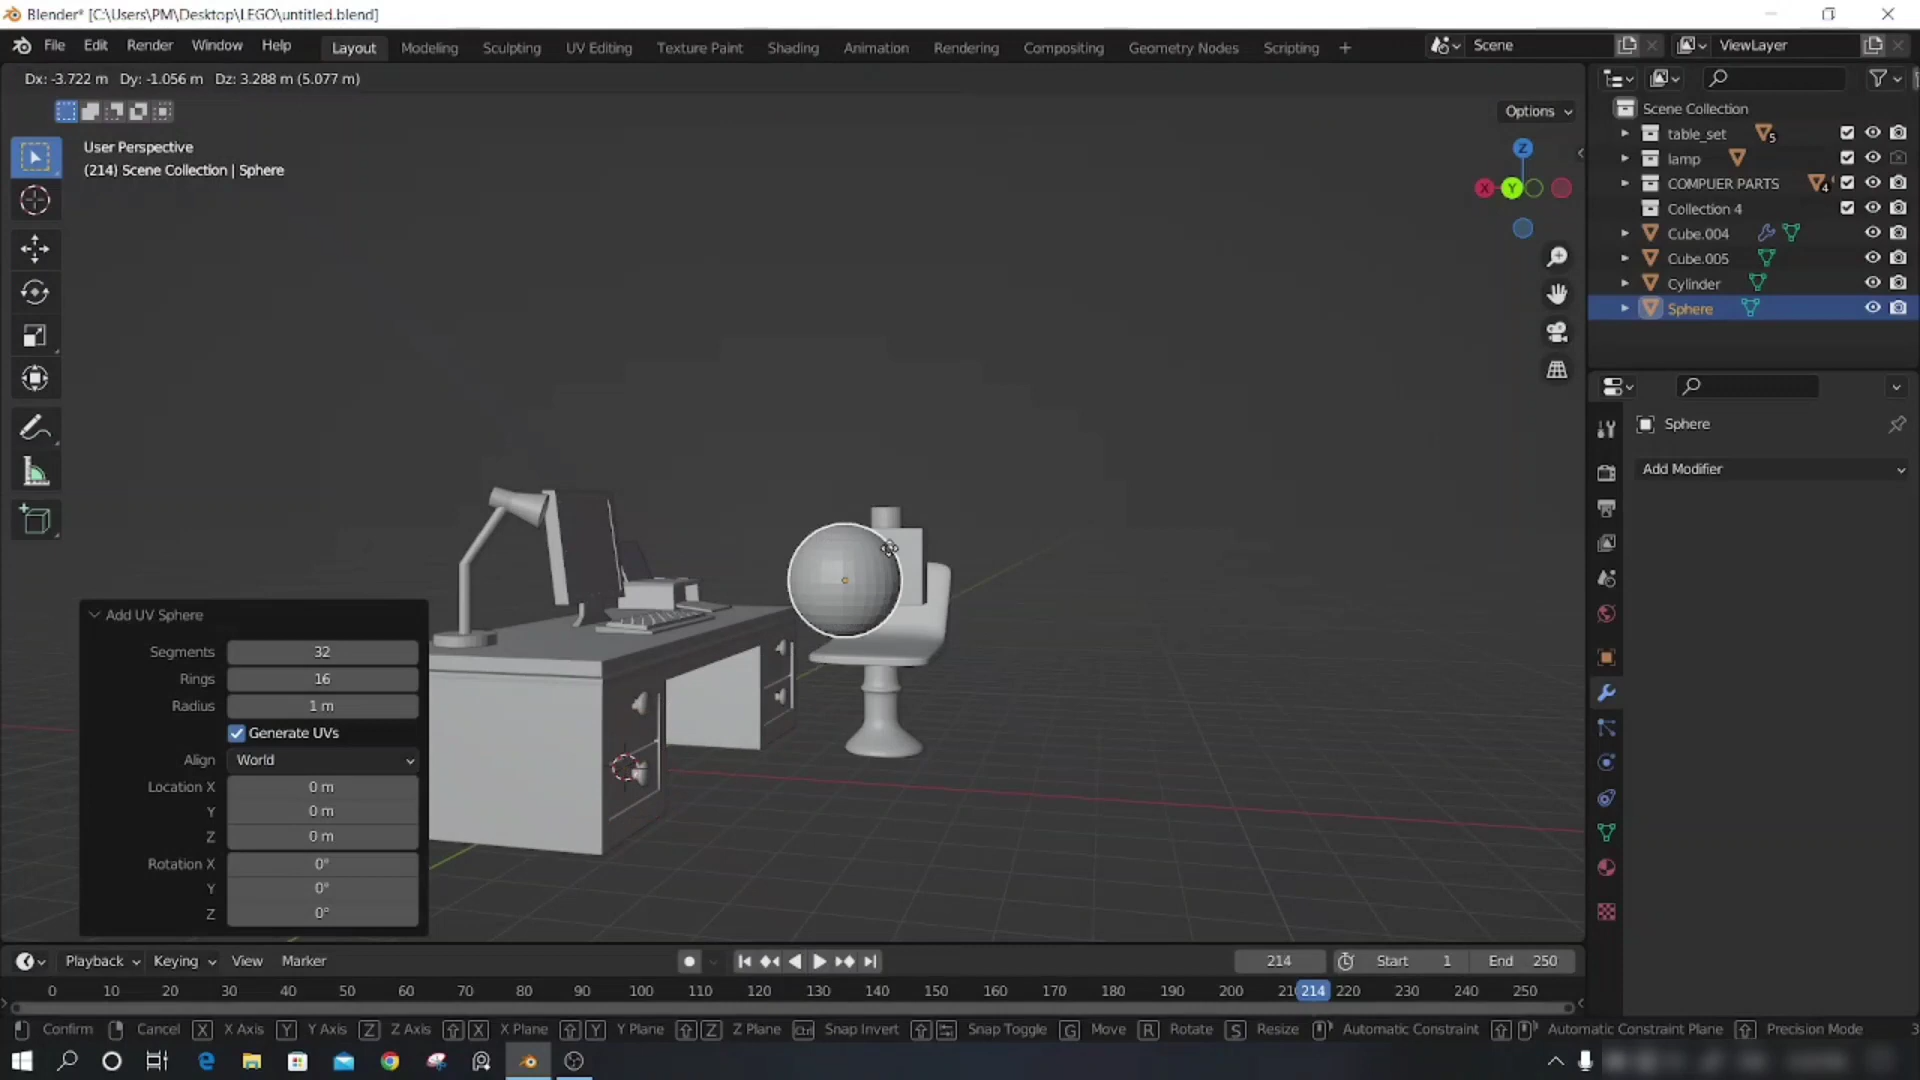 Blender* [C:\Users\PM\Desktop\LEGO\untitled.blend]
File Edit Render Window Help Layout Modeling Sculpting UV Editing Texture Paint Shading Animation Rendering Compositing Geometry Nodes Scripting + Scene ViewLayer
Dx: -3.722 m Dy: -1.056 m Dz: 3.288 m (5.077 m)
Options
User Perspective
(214) Scene Collection | Sphere
Z
X Y
Scene Collection
table_set 5
lamp
COMPUER PARTS 4
Collection 4
Cube.004
Cube.005
Cylinder
Sphere
Sphere
Add Modifier
Add UV Sphere
Segments 32
Rings 16
Radius 1 m
Generate UVs
Align World
Location X 0 m
Y 0 m
Z 0 m
Rotation X 0°
Y 0°
Z 0°
Playback Keying View Marker 214 Start 1 End 250
0 10 20 30 40 50 60 70 80 90 100 110 120 130 140 150 160 170 180 190 200 214 220 230 240 250
Confirm Cancel X X Axis Y Y Axis Z Z Axis X X Plane Y Y Plane Z Z Plane Ctrl Snap Invert Snap Toggle G Move R Rotate S Resize Automatic Constraint Automatic Constraint Plane Precision Mode